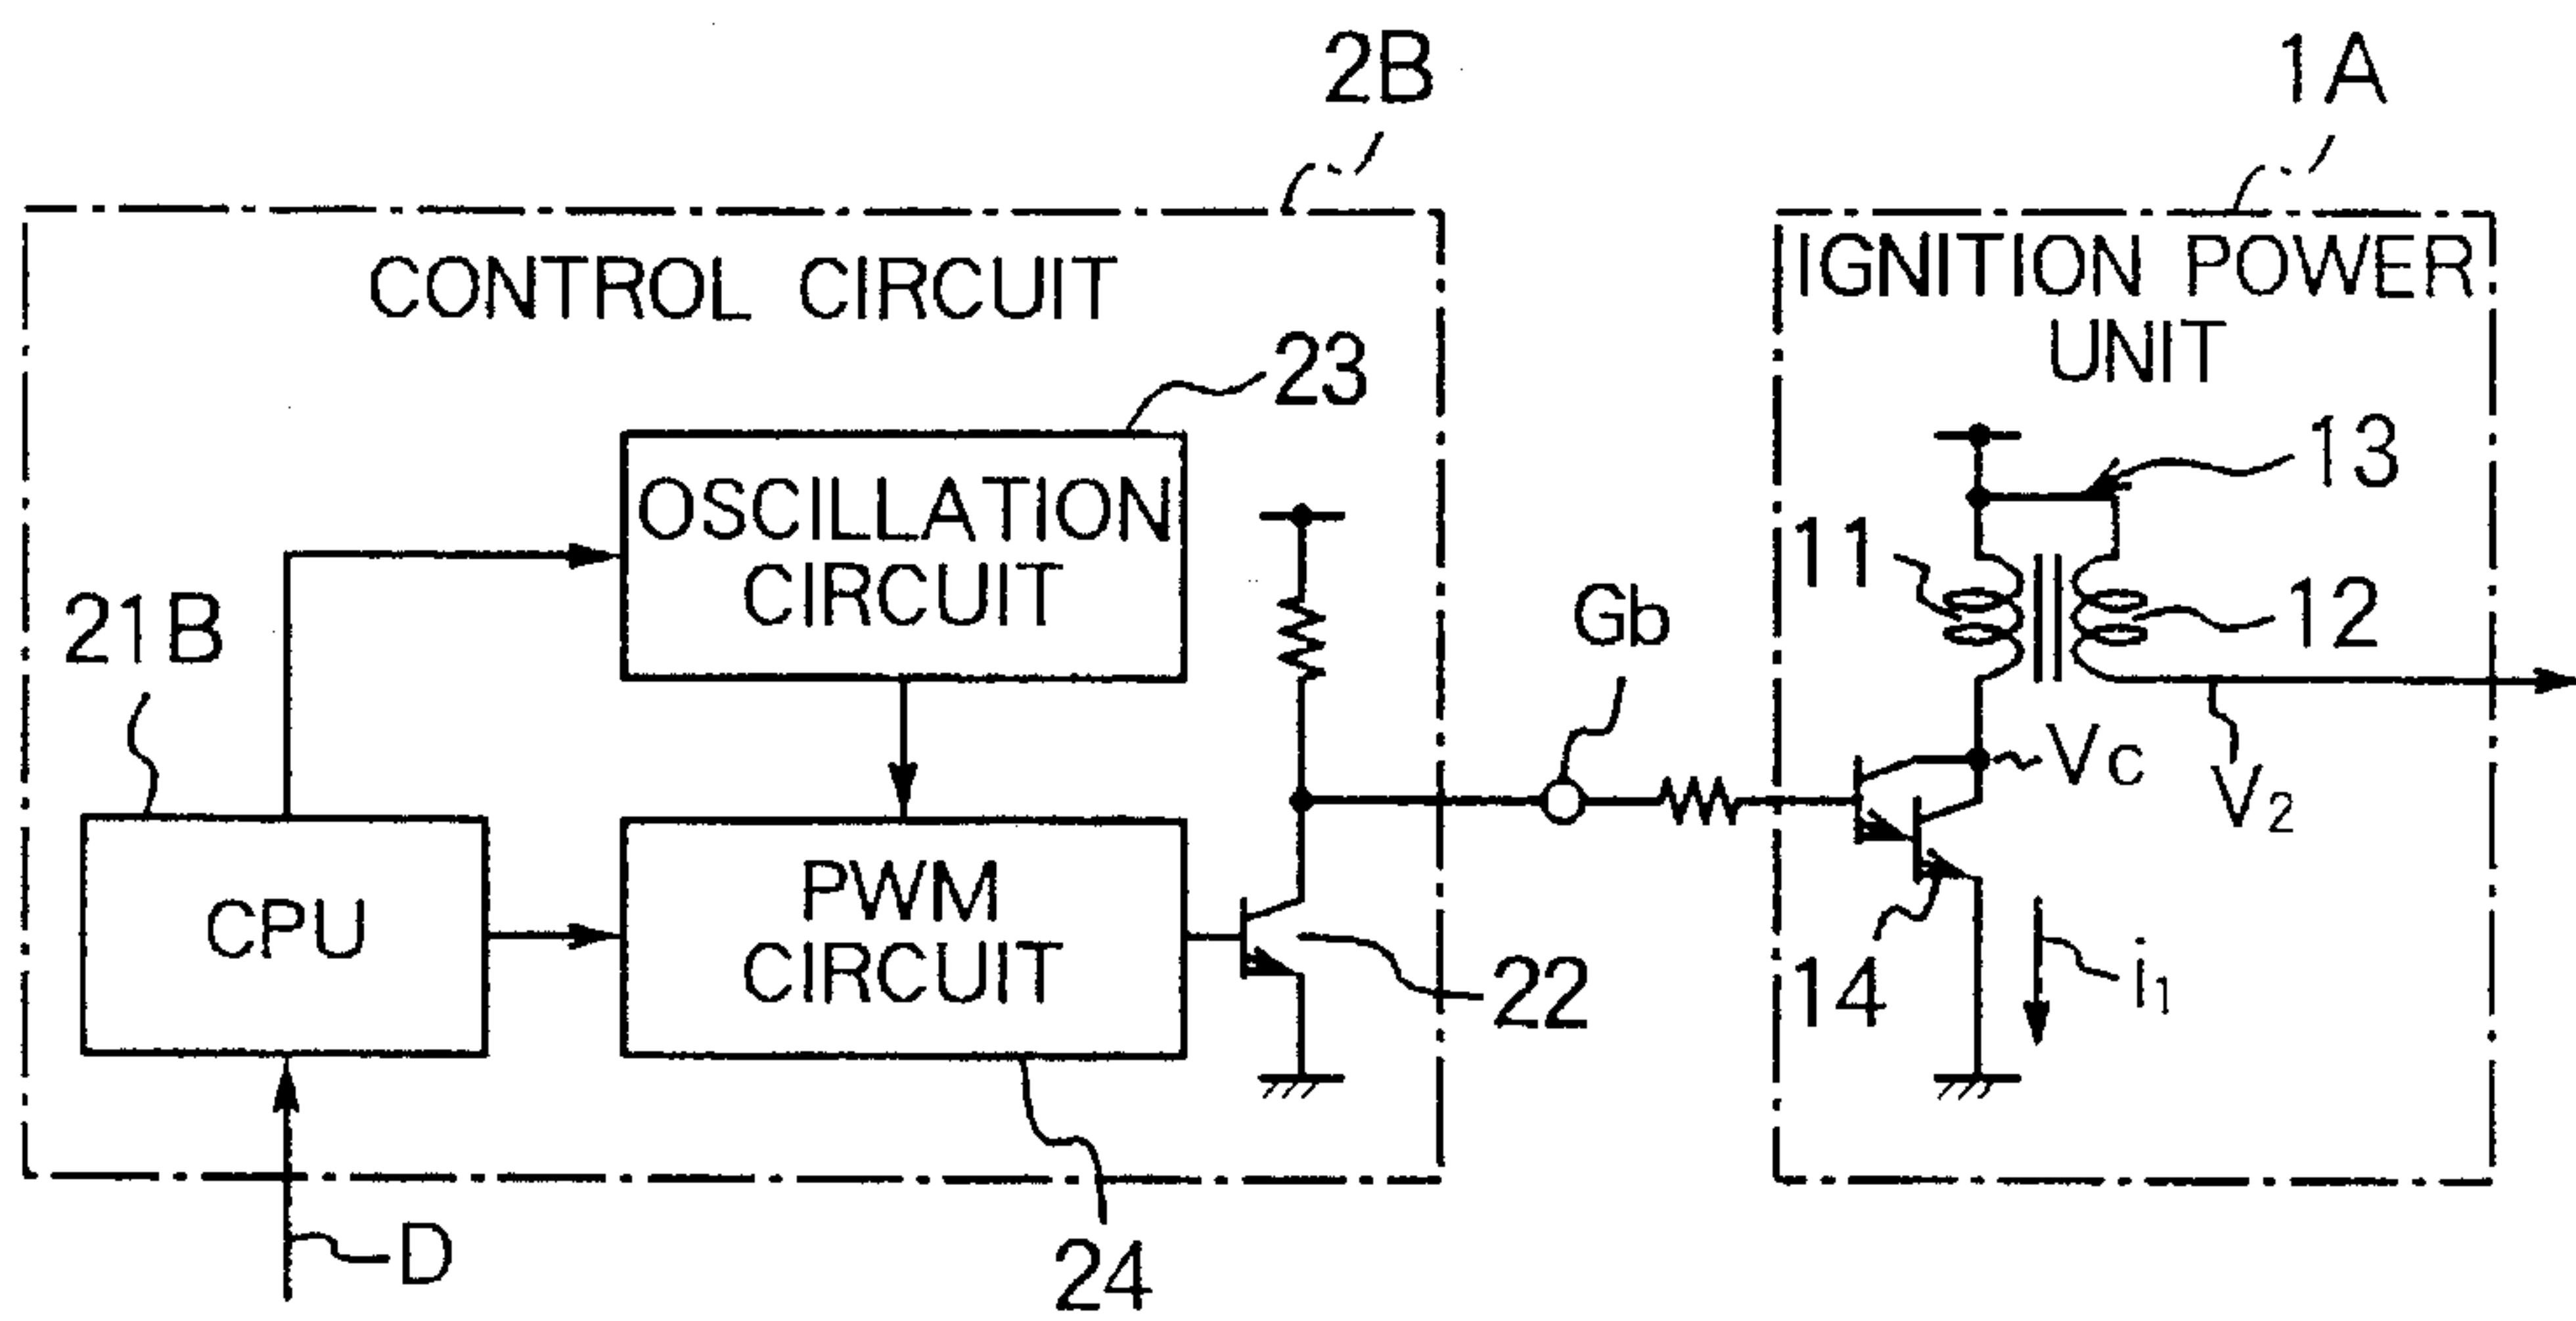 2B
1A
CONTROL CIRCUIT
IGNITION POWER
UNIT
23
13
OSCILLATION
CIRCUIT
11
12
21B
Gb
Vc
V2
CPU
PWM
CIRCUIT
22
14
i1
D
24